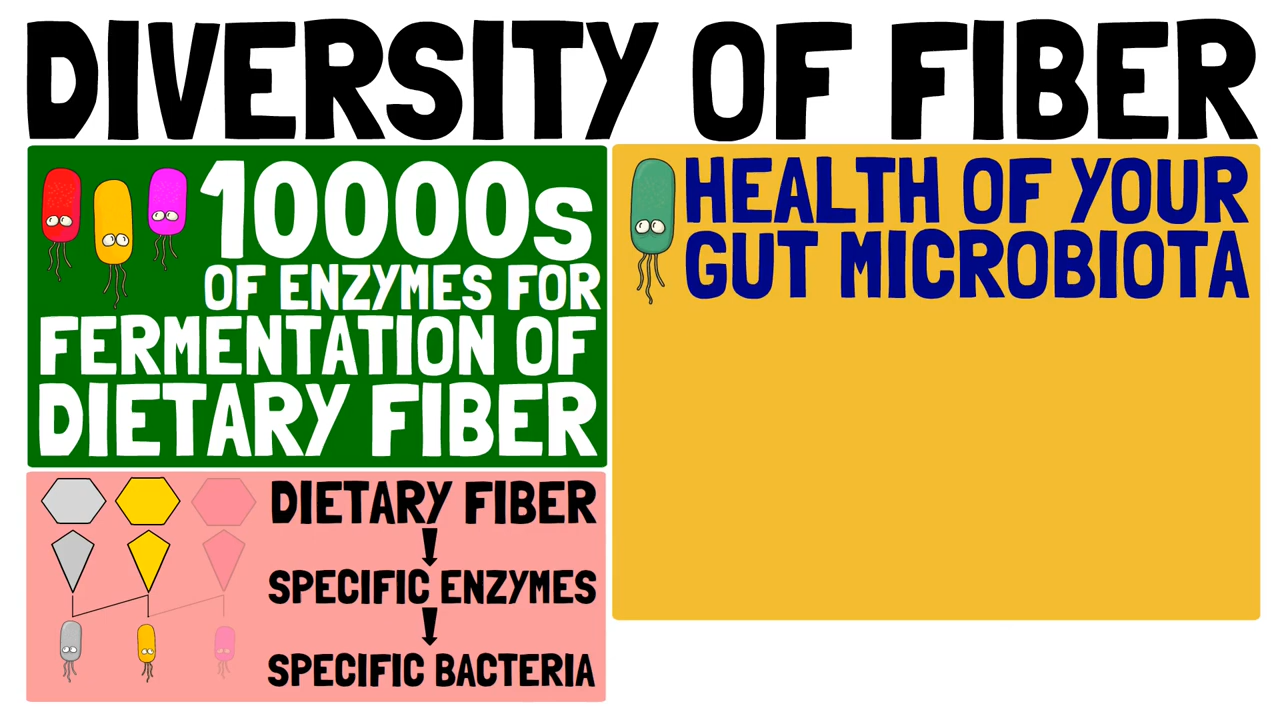 DIVERSITY OF FIBER
10000s
OF ENZYMES FOR
FERMENTATION OF
DIETARY FIBER
HEALTH OF YOUR
GUT MICROBIOTA
DIETARY FIBER
SPECIFIC ENZYMES
SPECIFIC BACTERIA